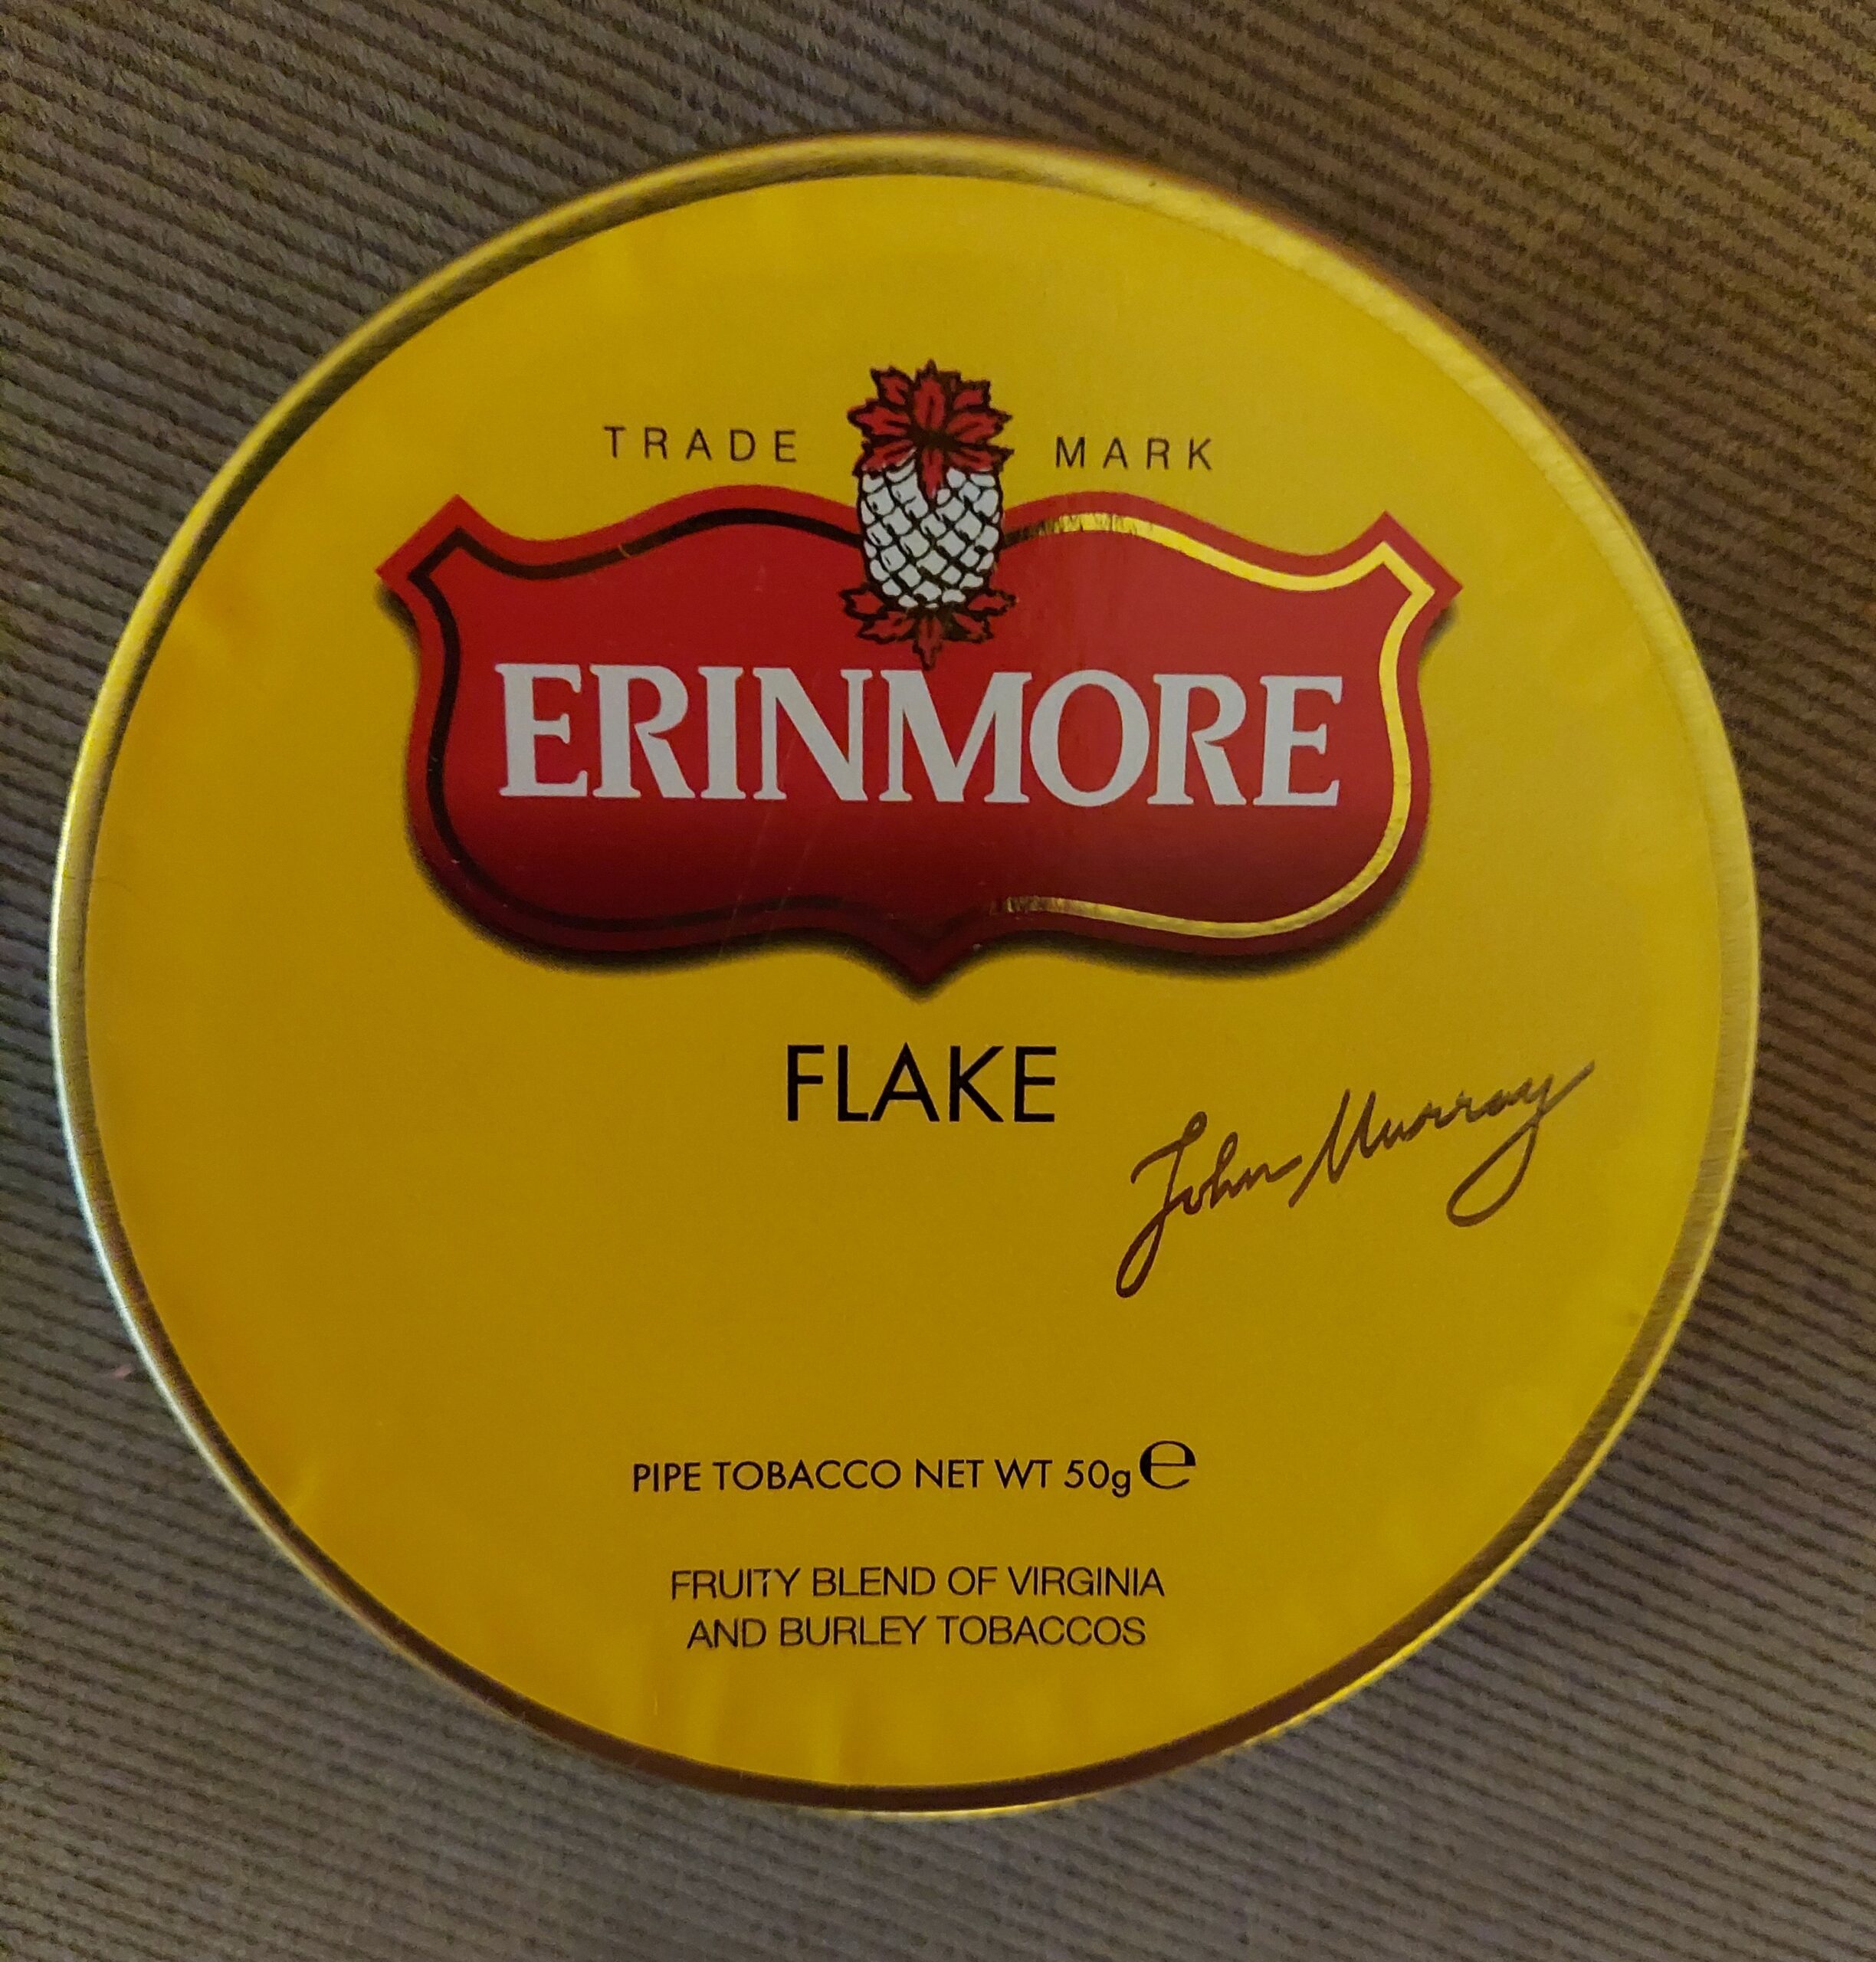 TRADE MARK
ERINMORE
FLAKE
John Murray
PIPE TOBACCO NET WT 50g e
FRUITY BLEND OF VIRGINIA
AND BURLEY TOBACCOS